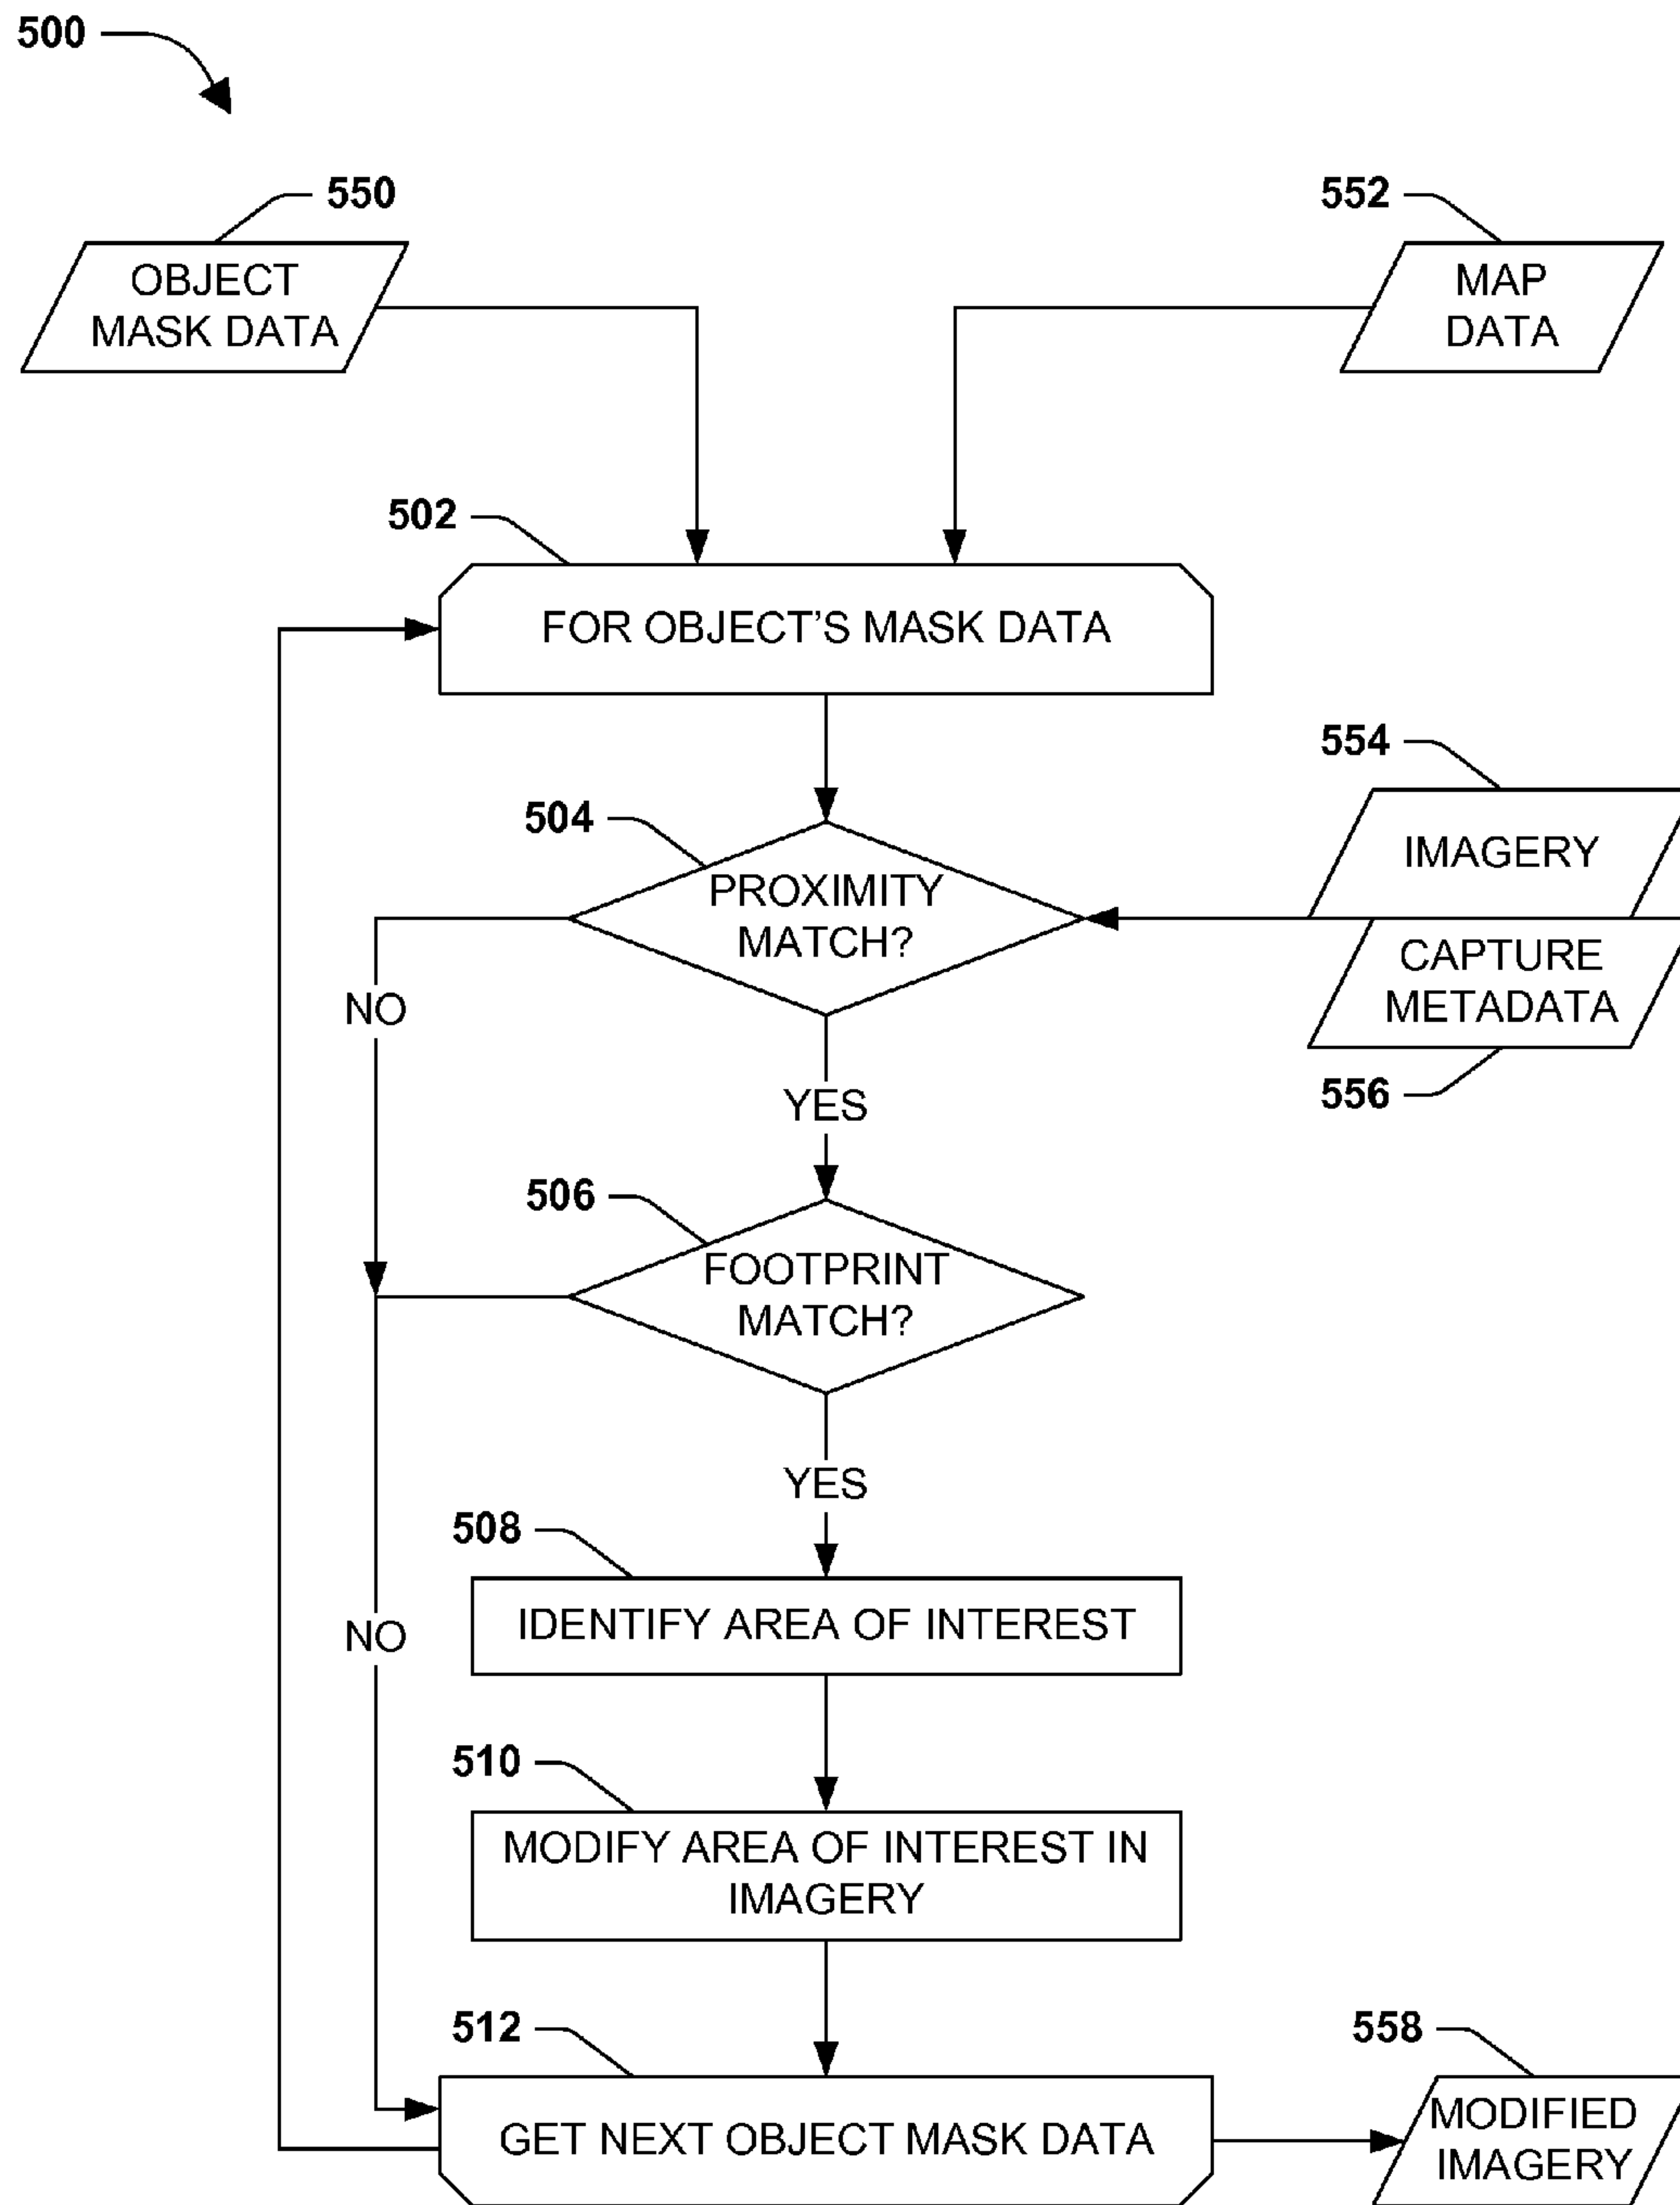 500
550
552
OBJECT
MASK DATA
MAP
DATA
502
FOR OBJECT'S MASK DATA
554
504
IMAGERY
PROXIMITY
MATCH?
CAPTURE
METADATA
NO
556
YES
506
FOOTPRINT
MATCH?
YES
508
IDENTIFY AREA OF INTEREST
NO
510
MODIFY AREA OF INTEREST IN
IMAGERY
512
558
GET NEXT OBJECT MASK DATA
MODIFIED
IMAGERY